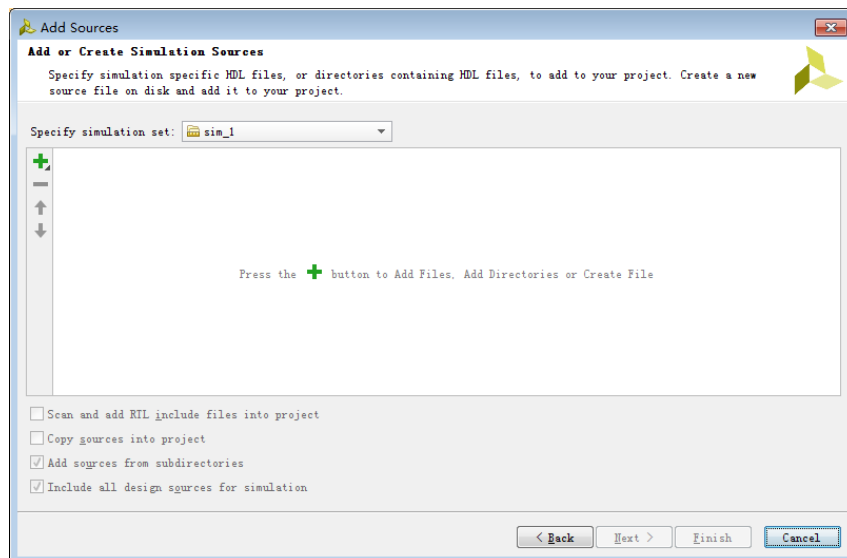 Add Sources
Add or Create Simulation Sources
Specify simulation specific HDL files, or directories containing HDL files, to add to your project. Create a new
source file on disk and add it to your project.
Specify simulation set: sim_1
Press the + button to Add Files, Add Directories or Create File
Scan and add RTL include files into project
Copy sources into project
Add sources from subdirectories
Include all design sources for simulation
< Back Next > Finish Cancel